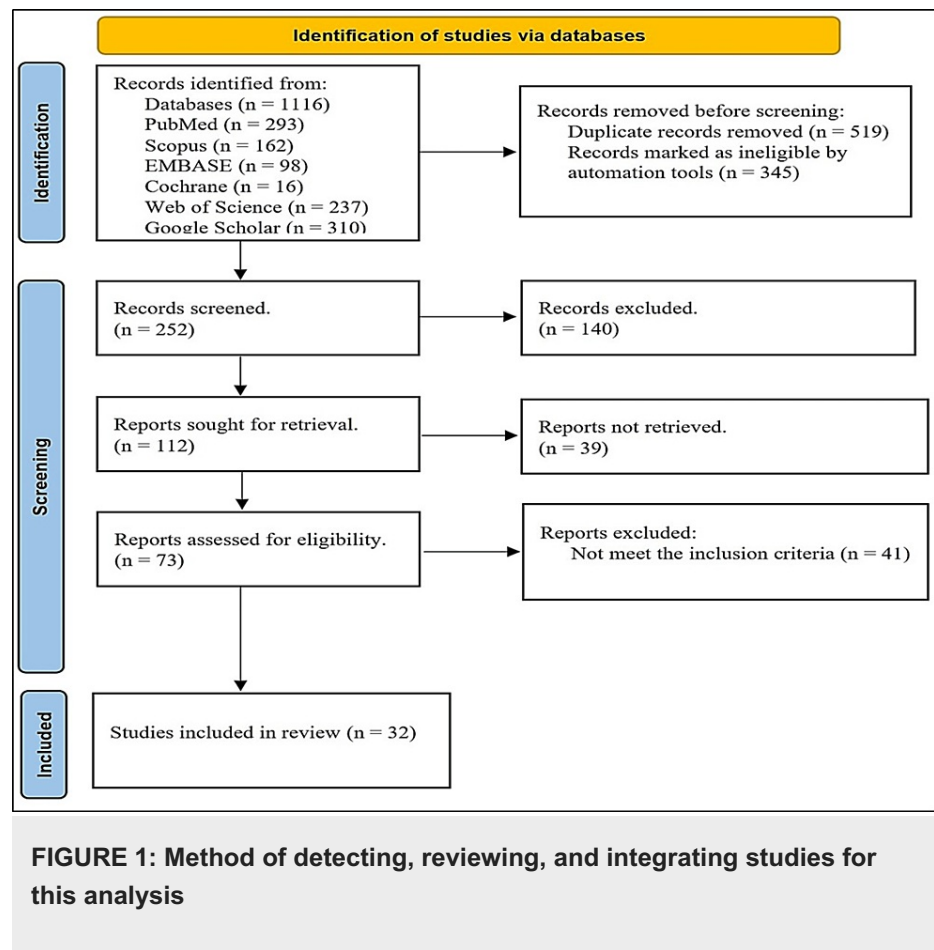 Identification of studies via databases
Identification
Records identified from:
Databases (n = 1116)
PubMed (n = 293)
Scopus (n = 162)
EMBASE (n = 98)
Cochrane (n = 16)
Web of Science (n = 237)
Google Scholar (n = 310)
Records removed before screening:
Duplicate records removed (n = 519)
Records marked as ineligible by
automation tools (n = 345)
Screening
Records screened.
(n = 252)
Records excluded.
(n = 140)
Reports sought for retrieval.
(n = 112)
Reports not retrieved.
(n = 39)
Reports assessed for eligibility.
(n = 73)
Reports excluded:
Not meet the inclusion criteria (n = 41)
Included
Studies included in review (n = 32)
FIGURE 1: Method of detecting, reviewing, and integrating studies for
this analysis